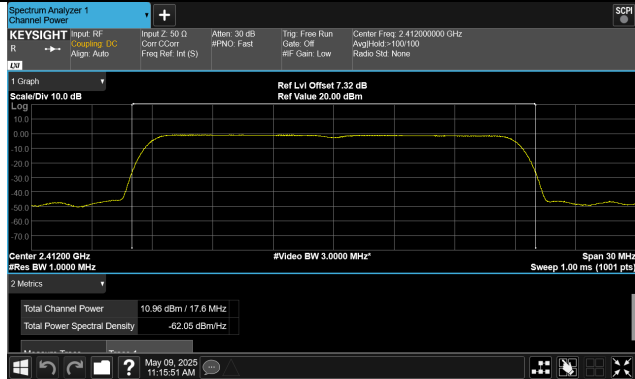 Spectrum Analyzer 1
Channel Power
SCPI
KEYSIGHT
R
LXI
Input: RF
Coupling: DC
Align: Auto
Input Z: 50 Ω
Corr CCorr
Freq Ref: Int (S)
Atten: 30 dB
#PNO: Fast
Trig: Free Run
Gate: Off
#IF Gain: Low
Center Freq: 2.412000000 GHz
Avg|Hold:>100/100
Radio Std: None
1 Graph
Scale/Div 10.0 dB
Ref Lvl Offset 7.32 dB
Ref Value 20.00 dBm
Log
10.0
0.00
-10.0
-20.0
-30.0
-40.0
-50.0
-60.0
-70.0
Center 2.41200 GHz
#Video BW 3.0000 MHz*
Span 30 MHz
#Res BW 1.0000 MHz
Sweep 1.00 ms (1001 pts)
2 Metrics
Total Channel Power 10.96 dBm / 17.6 MHz
Total Power Spectral Density -62.05 dBm/Hz
?
May 09, 2025
11:15:51 AM